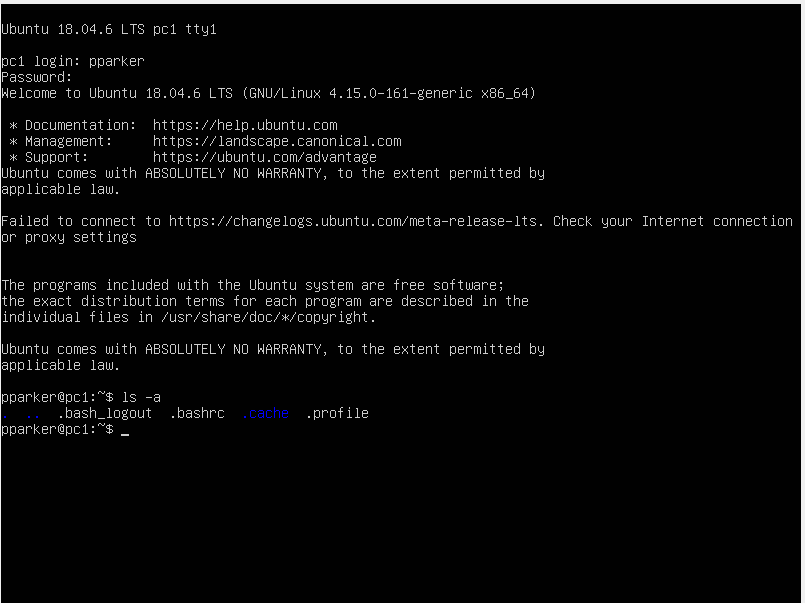 Ubuntu 18.04.6 LTS pc1 tty1
pc1 login: pparker
Password:
Welcome to Ubuntu 18.04.6 LTS (GNU/Linux 4.15.0-161-generic x86_64)
* Documentation:  https://help.ubuntu.com
* Management:     https://landscape.canonical.com
* Support:        https://ubuntu.com/advantage
Ubuntu comes with ABSOLUTELY NO WARRANTY, to the extent permitted by
applicable law.
Failed to connect to https://changelogs.ubuntu.com/meta-release-lts. Check your Internet connection
or proxy settings
The programs included with the Ubuntu system are free software;
the exact distribution terms for each program are described in the
individual files in /usr/share/doc/*/copyright.
Ubuntu comes with ABSOLUTELY NO WARRANTY, to the extent permitted by
applicable law.
pparker@pc1:~$ ls -a
.  ..  .bash_logout  .bashrc  .cache  .profile
pparker@pc1:~$ _